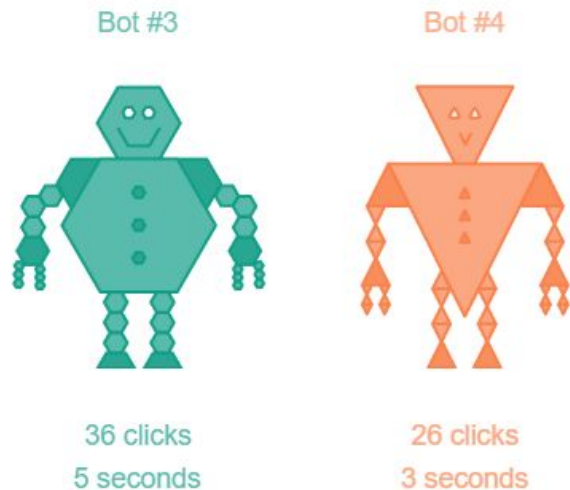 Bot #3
36 clicks
5 seconds
Bot #4
26 clicks
3 seconds